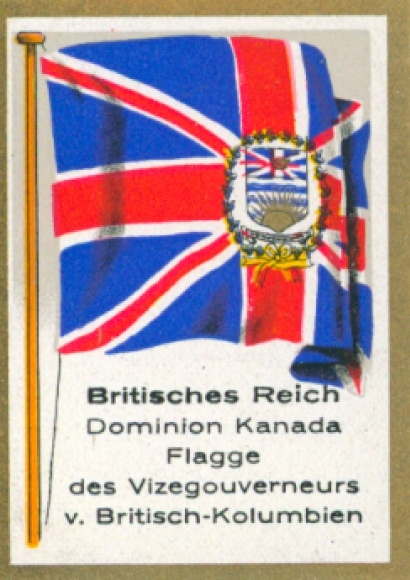 Britisches Reich
Dominion Kanada
Flagge
des Vizegouverneurs
v. Britisch-Kolumbien